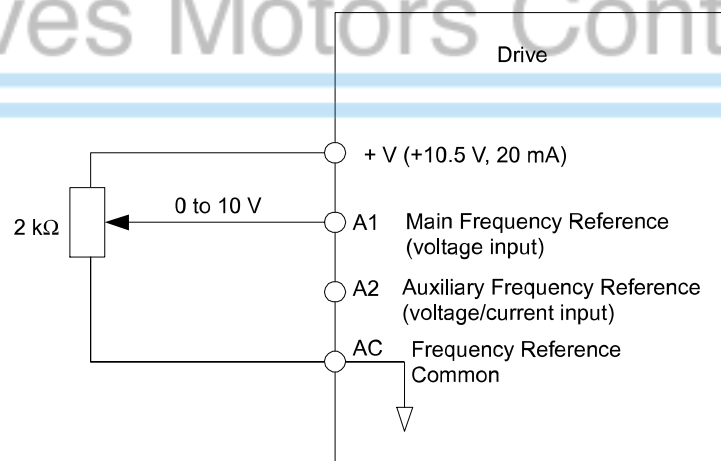 ves Motors Cont
Drive
+ V (+10.5 V, 20 mA)
0 to 10 V
2 kΩ
A1 Main Frequency Reference
(voltage input)
A2 Auxiliary Frequency Reference
(voltage/current input)
AC Frequency Reference
Common